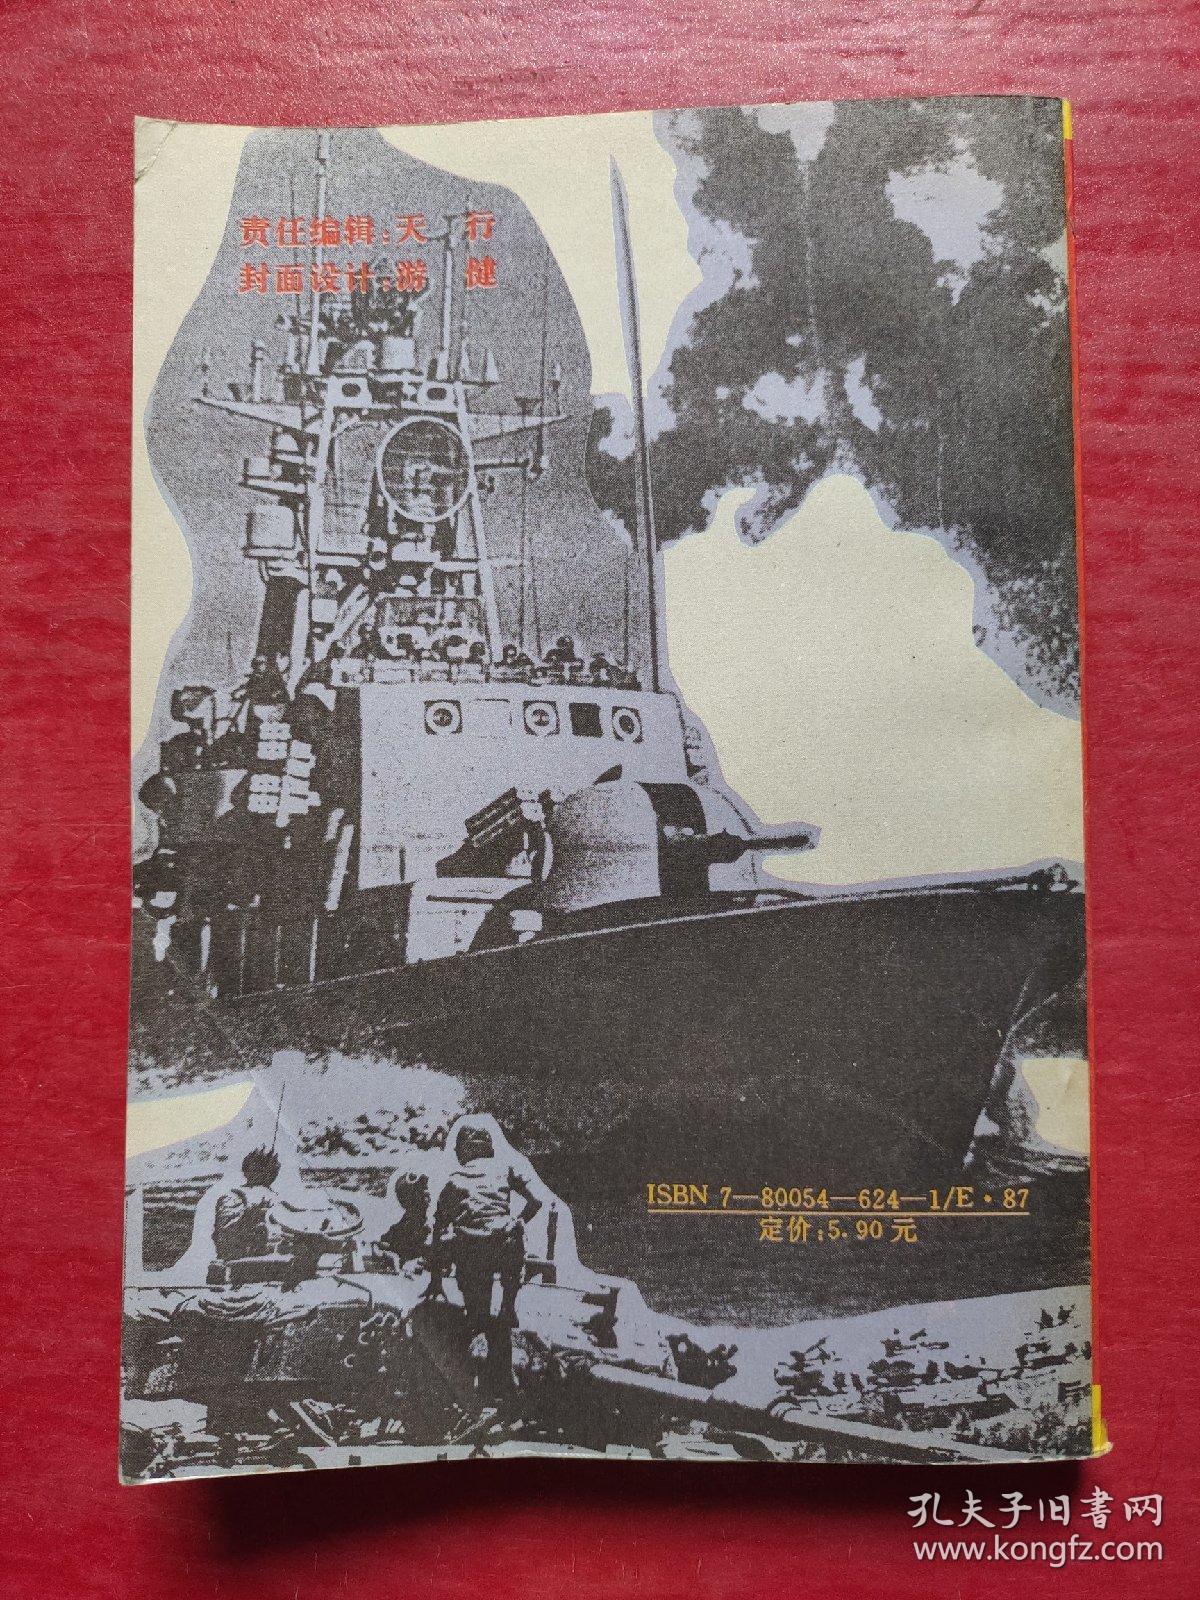 责任编辑：天 行
封面设计：游 健
ISBN 7—80054—624—1/E·87
定价：5.90元
孔夫子旧书网
www.kongfz.com